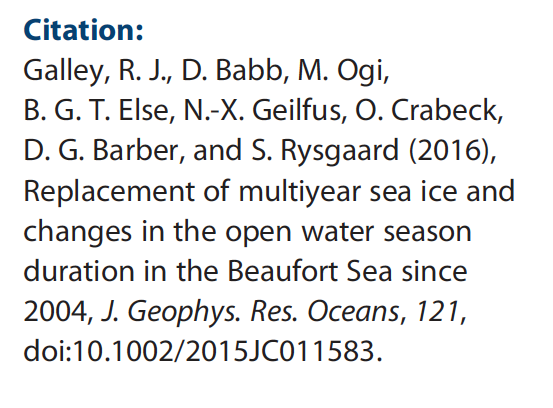 Citation:
Galley, R. J., D. Babb, M. Ogi,
B. G. T. Else, N.-X. Geilfus, O. Crabeck,
D. G. Barber, and S. Rysgaard (2016),
Replacement of multiyear sea ice and
changes in the open water season
duration in the Beaufort Sea since
2004, J. Geophys. Res. Oceans, 121,
doi:10.1002/2015JC011583.